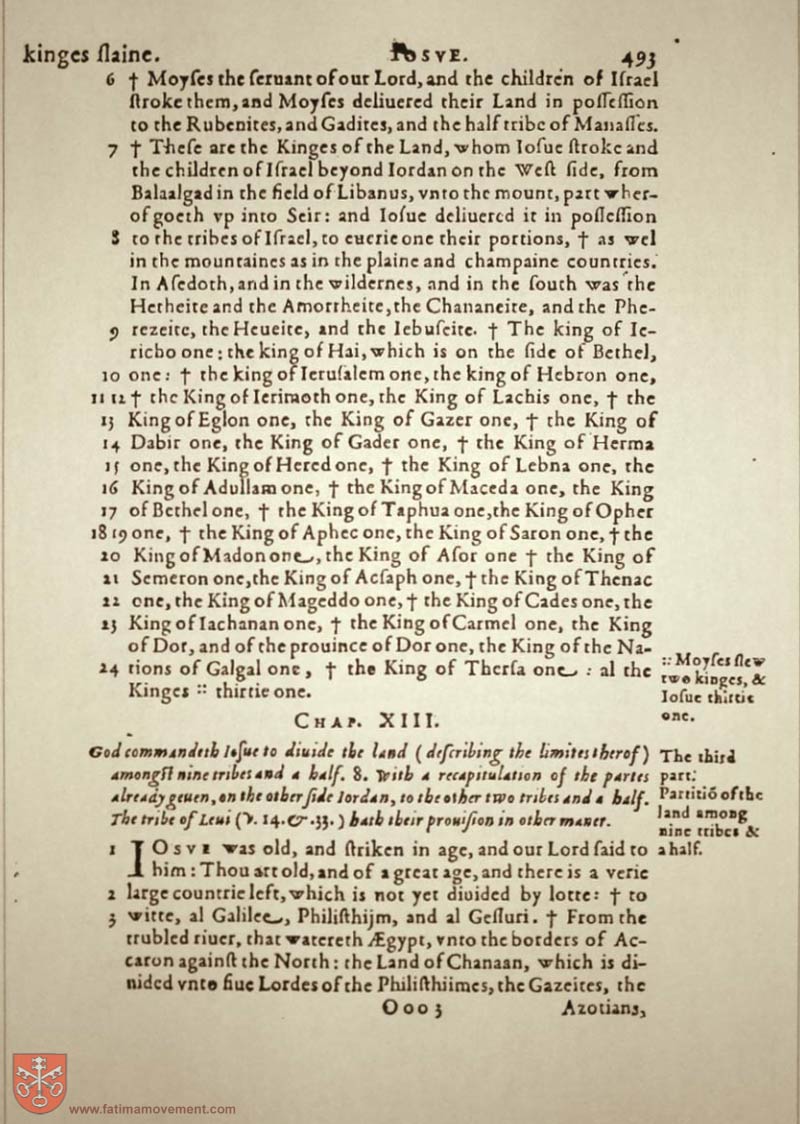 kinges ſlaine. IOSVE. 493
6 † Moyſes the ſeruant of our Lord, and the children of Iſrael
ſtroke them, and Moyſes deliuered their Land in poſſeſſion
to the Rubenites, and Gadites, and the half tribe of Manaſſes.
7 † Theſe are the Kinges of the Land, whom Ioſue ſtroke and
the children of Iſrael beyond Iordan on the Weſt ſide, from
Balaalgad in the field of Libanus, vnto the mount, part wher-
of goeth vp into Seir: and Ioſue deliuered it in poſſeſſion
8 to the tribes of Iſrael, to euerie one their portions, † as wel
in the mountaines as in the plaine and champaine countries.
In Aſedoth, and in the wildernes, and in the ſouth was the
Hetheite and the Amorrheite, the Chananeite, and the Phe-
9 rezeite, the Heueite, and the Iebuſeite. † The king of Ie-
richo one: the king of Hai, which is on the ſide of Bethel,
10 one: † the king of Ieruſalem one, the king of Hebron one,
11 12 † the King of Ierimoth one, the King of Lachis one, † the
13 King of Eglon one, the King of Gazer one, † the King of
14 Dabir one, the King of Gader one, † the King of Herma
15 one, the King of Hered one, † the King of Lebna one, the
16 King of Adullam one, † the King of Maceda one, the King
17 of Bethel one, † the King of Taphua one, the King of Opher
18 19 one, † the King of Aphec one, the King of Saron one, † the
20 King of Madon one, the King of Aſor one † the King of
21 Semeron one, the King of Acſaph one, † the King of Thenac
22 one, the King of Mageddo one, † the King of Cades one, the
23 King of Iachanan one, † the King of Carmel one, the King
of Dor, and of the prouince of Dor one, the King of the Na-
24 tions of Galgal one, † the King of Therſa one : al the
Kinges :: thirtie one.
:: Moyſes ſlew
two kinges, &
Ioſue thirtie
one.
CHAP. XIII.
God commandeth Ioſue to diuide the land (deſcribing the limites therof)
amongſt nine tribes and a half. 8. With a recapitulation of the partes
already geuen, on the other ſide Iordan, to the other two tribes and a half.
The tribe of Leui (v. 14. & .33.) hath their prouiſion in other maner.
The third
part.
Partitiō of the
land among
nine tribes &
a half.
1 IOSVE was old, and ſtriken in age, and our Lord ſaid to
him: Thou art old, and of a great age, and there is a verie
2 large countrie left, which is not yet diuided by lotte: † to
3 witte, al Galilee, Philiſthijm, and al Geſſuri. † From the
trubled riuer, that watereth Ægypt, vnto the borders of Ac-
caron againſt the North: the Land of Chanaan, which is di-
uided vnto fiue Lordes of the Philiſthiimes, the Gazeites, the
Ooo 3 Azotians,
www.fatimamovement.com